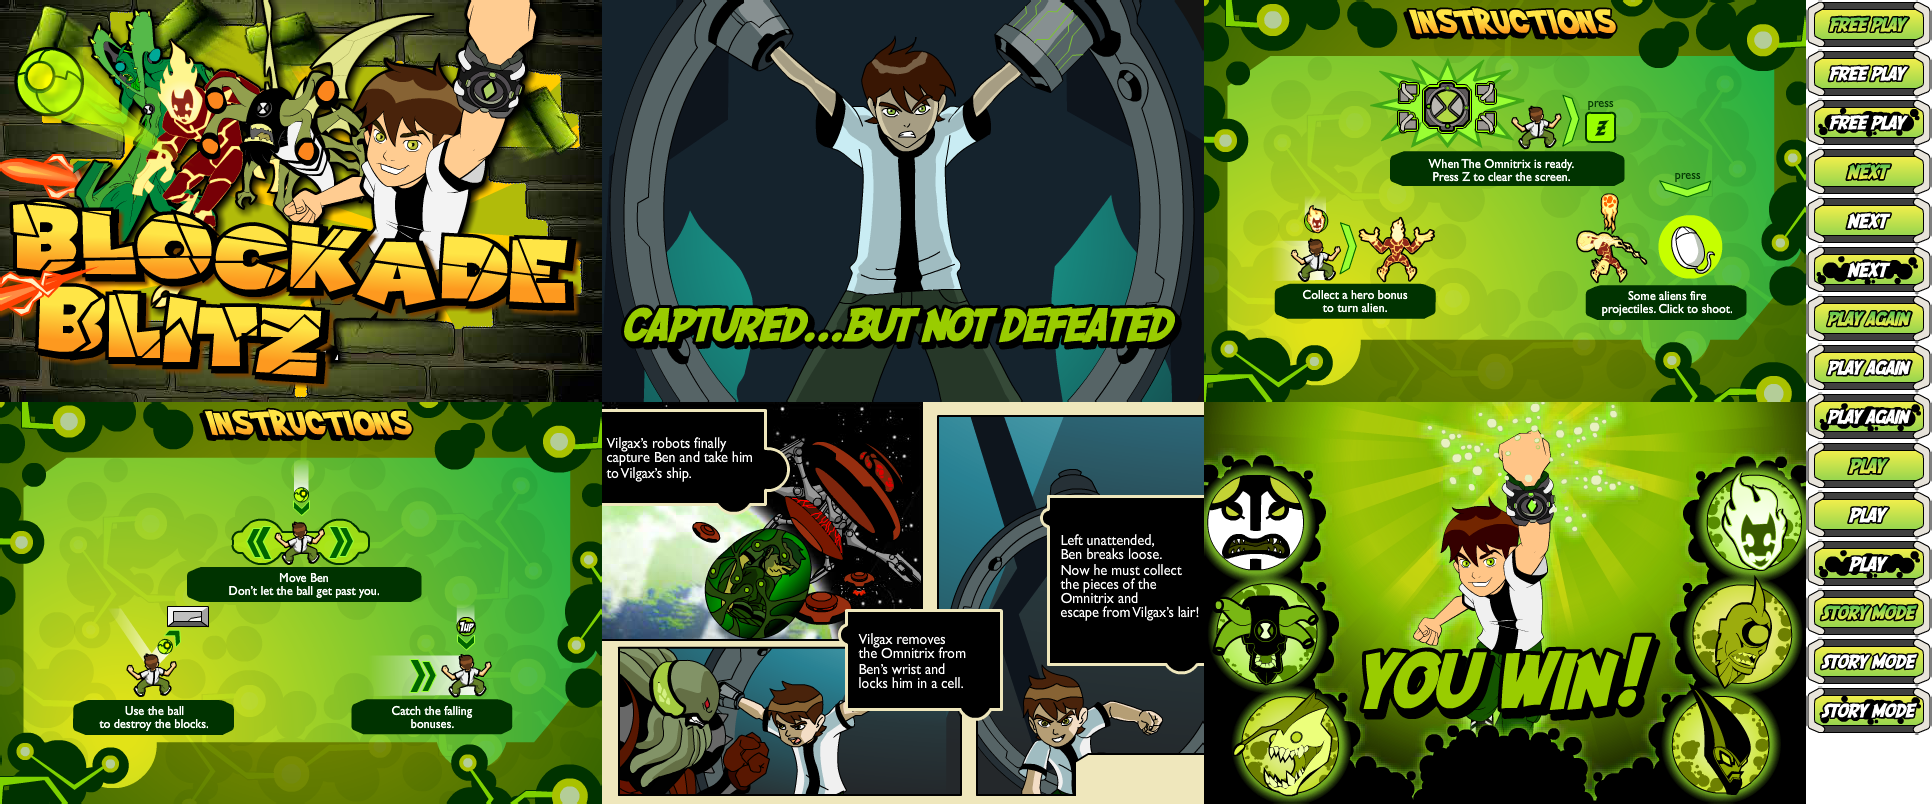 BLOCKADE
BLITZ
CAPTURED...BUT NOT DEFEATED
INSTRUCTIONS
press
Z
When The Omnitrix is ready.
Press Z to clear the screen.
press
Collect a hero bonus
to turn alien.
Some aliens fire
projectiles. Click to shoot.
INSTRUCTIONS
Move Ben
Don't let the ball get past you.
1UP
Use the ball
to destroy the blocks.
Catch the falling
bonuses.
Vilgax's robots finally
capture Ben and take him
to Vilgax's ship.
Vilgax removes
the Omnitrix from
Ben's wrist and
locks him in a cell.
Left unattended,
Ben breaks loose.
Now he must collect
the pieces of the
Omnitrix and
escape from Vilgax's lair!
YOU WIN!
FREE PLAY
FREE PLAY
FREE PLAY
NEXT
NEXT
NEXT
PLAY AGAIN
PLAY AGAIN
PLAY AGAIN
PLAY
PLAY
PLAY
STORY MODE
STORY MODE
STORY MODE